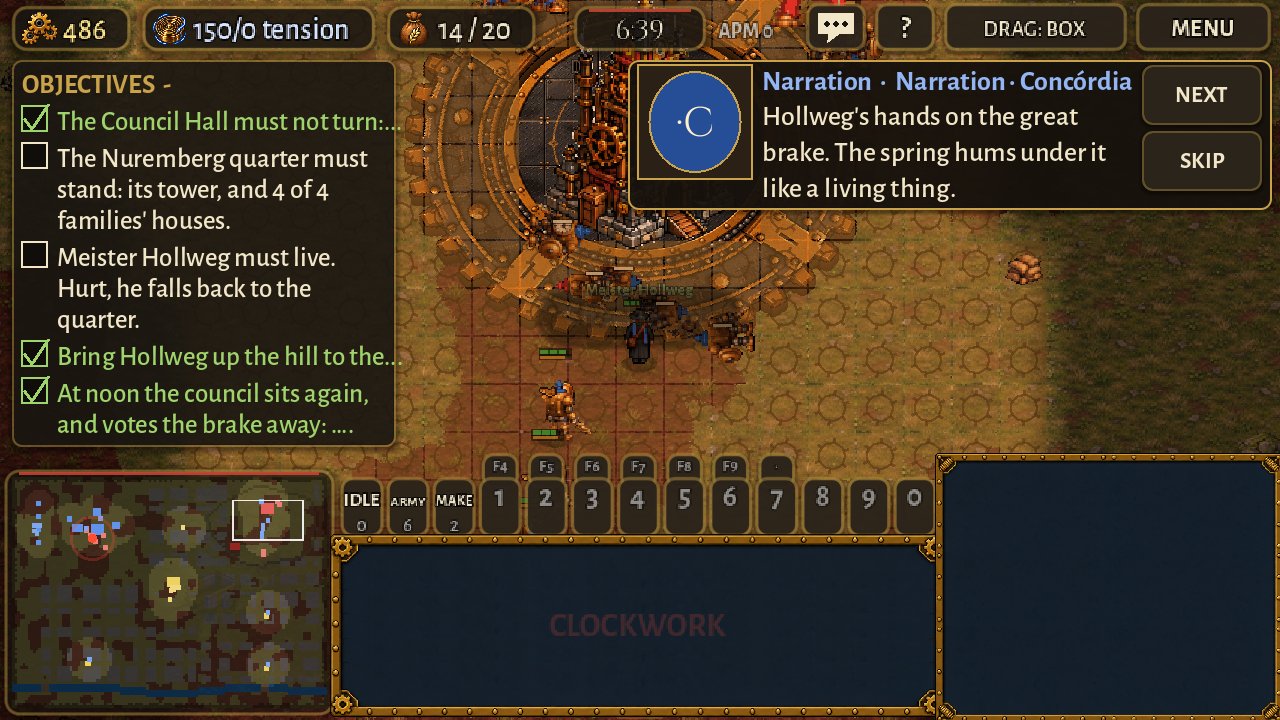 486
150/0 tension
14 / 20
6:39
APM 0
?
DRAG: BOX
MENU
OBJECTIVES -
The Council Hall must not turn:...
The Nuremberg quarter must
stand: its tower, and 4 of 4
families' houses.
Meister Hollweg must live.
Hurt, he falls back to the
quarter.
Bring Hollweg up the hill to the...
At noon the council sits again,
and votes the brake away: ....
·C
Narration · Narration · Concórdia
Hollweg's hands on the great
brake. The spring hums under it
like a living thing.
NEXT
SKIP
Meister Hollweg
F4 F5 F6 F7 F8 F9 ·
IDLE 0
ARMY 6
MAKE 2
1 2 3 4 5 6 7 8 9 0
CLOCKWORK